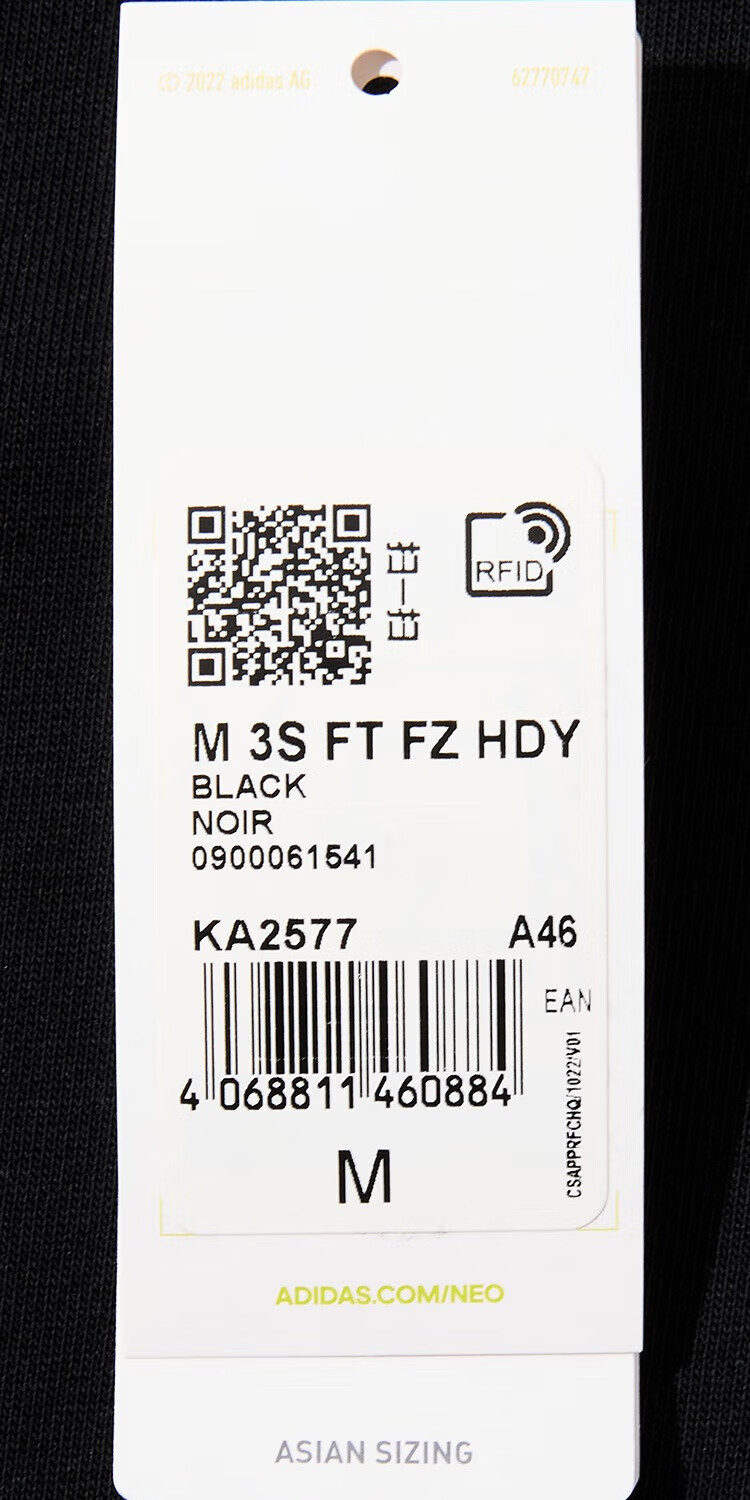 © 2022 adidas AG
62770747
RFID
M 3S FT FZ HDY
BLACK
NOIR
0900061541
KA2577 A46
EAN
4 068811 460884
CSAPPRFCHQ/1022/V01
M
ADIDAS.COM/NEO
ASIAN SIZING